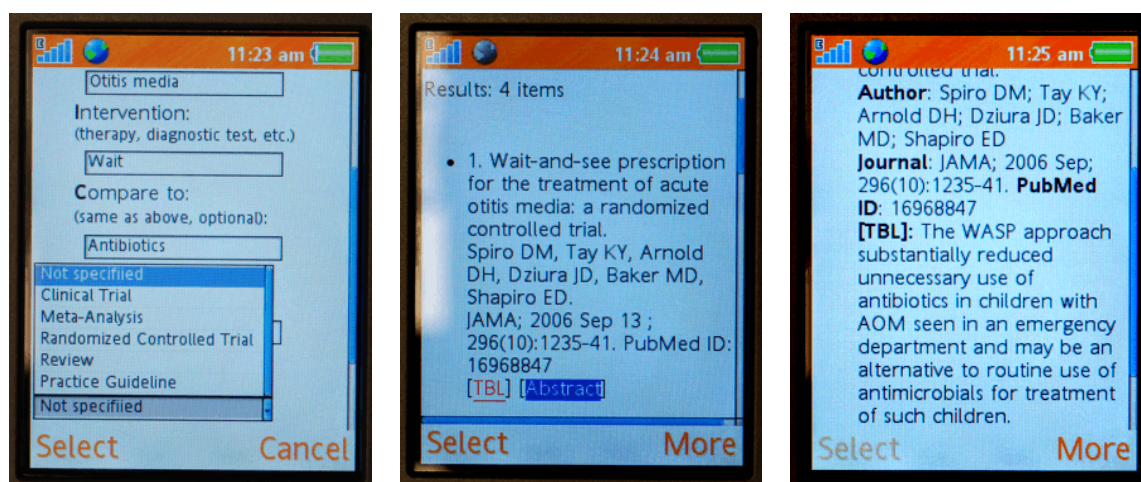 11:23 am
Otitis media
Intervention:
(therapy, diagnostic test, etc.)
Wait
Compare to:
(same as above, optional):
Antibiotics
Not specifiied
Clinical Trial
Meta-Analysis
Randomized Controlled Trial
Review
Practice Guideline
Not specifiied
Select Cancel
11:24 am
Results: 4 items
• 1. Wait-and-see prescription
for the treatment of acute
otitis media: a randomized
controlled trial.
Spiro DM, Tay KY, Arnold
DH, Dziura JD, Baker MD,
Shapiro ED.
JAMA; 2006 Sep 13 ;
296(10):1235-41. PubMed ID:
16968847
[TBL] [Abstract]
Select More
11:25 am
controlled trial.
Author: Spiro DM; Tay KY;
Arnold DH; Dziura JD; Baker
MD; Shapiro ED
Journal: JAMA; 2006 Sep;
296(10):1235-41. PubMed
ID: 16968847
[TBL]: The WASP approach
substantially reduced
unnecessary use of
antibiotics in children with
AOM seen in an emergency
department and may be an
alternative to routine use of
antimicrobials for treatment
of such children.
Select More